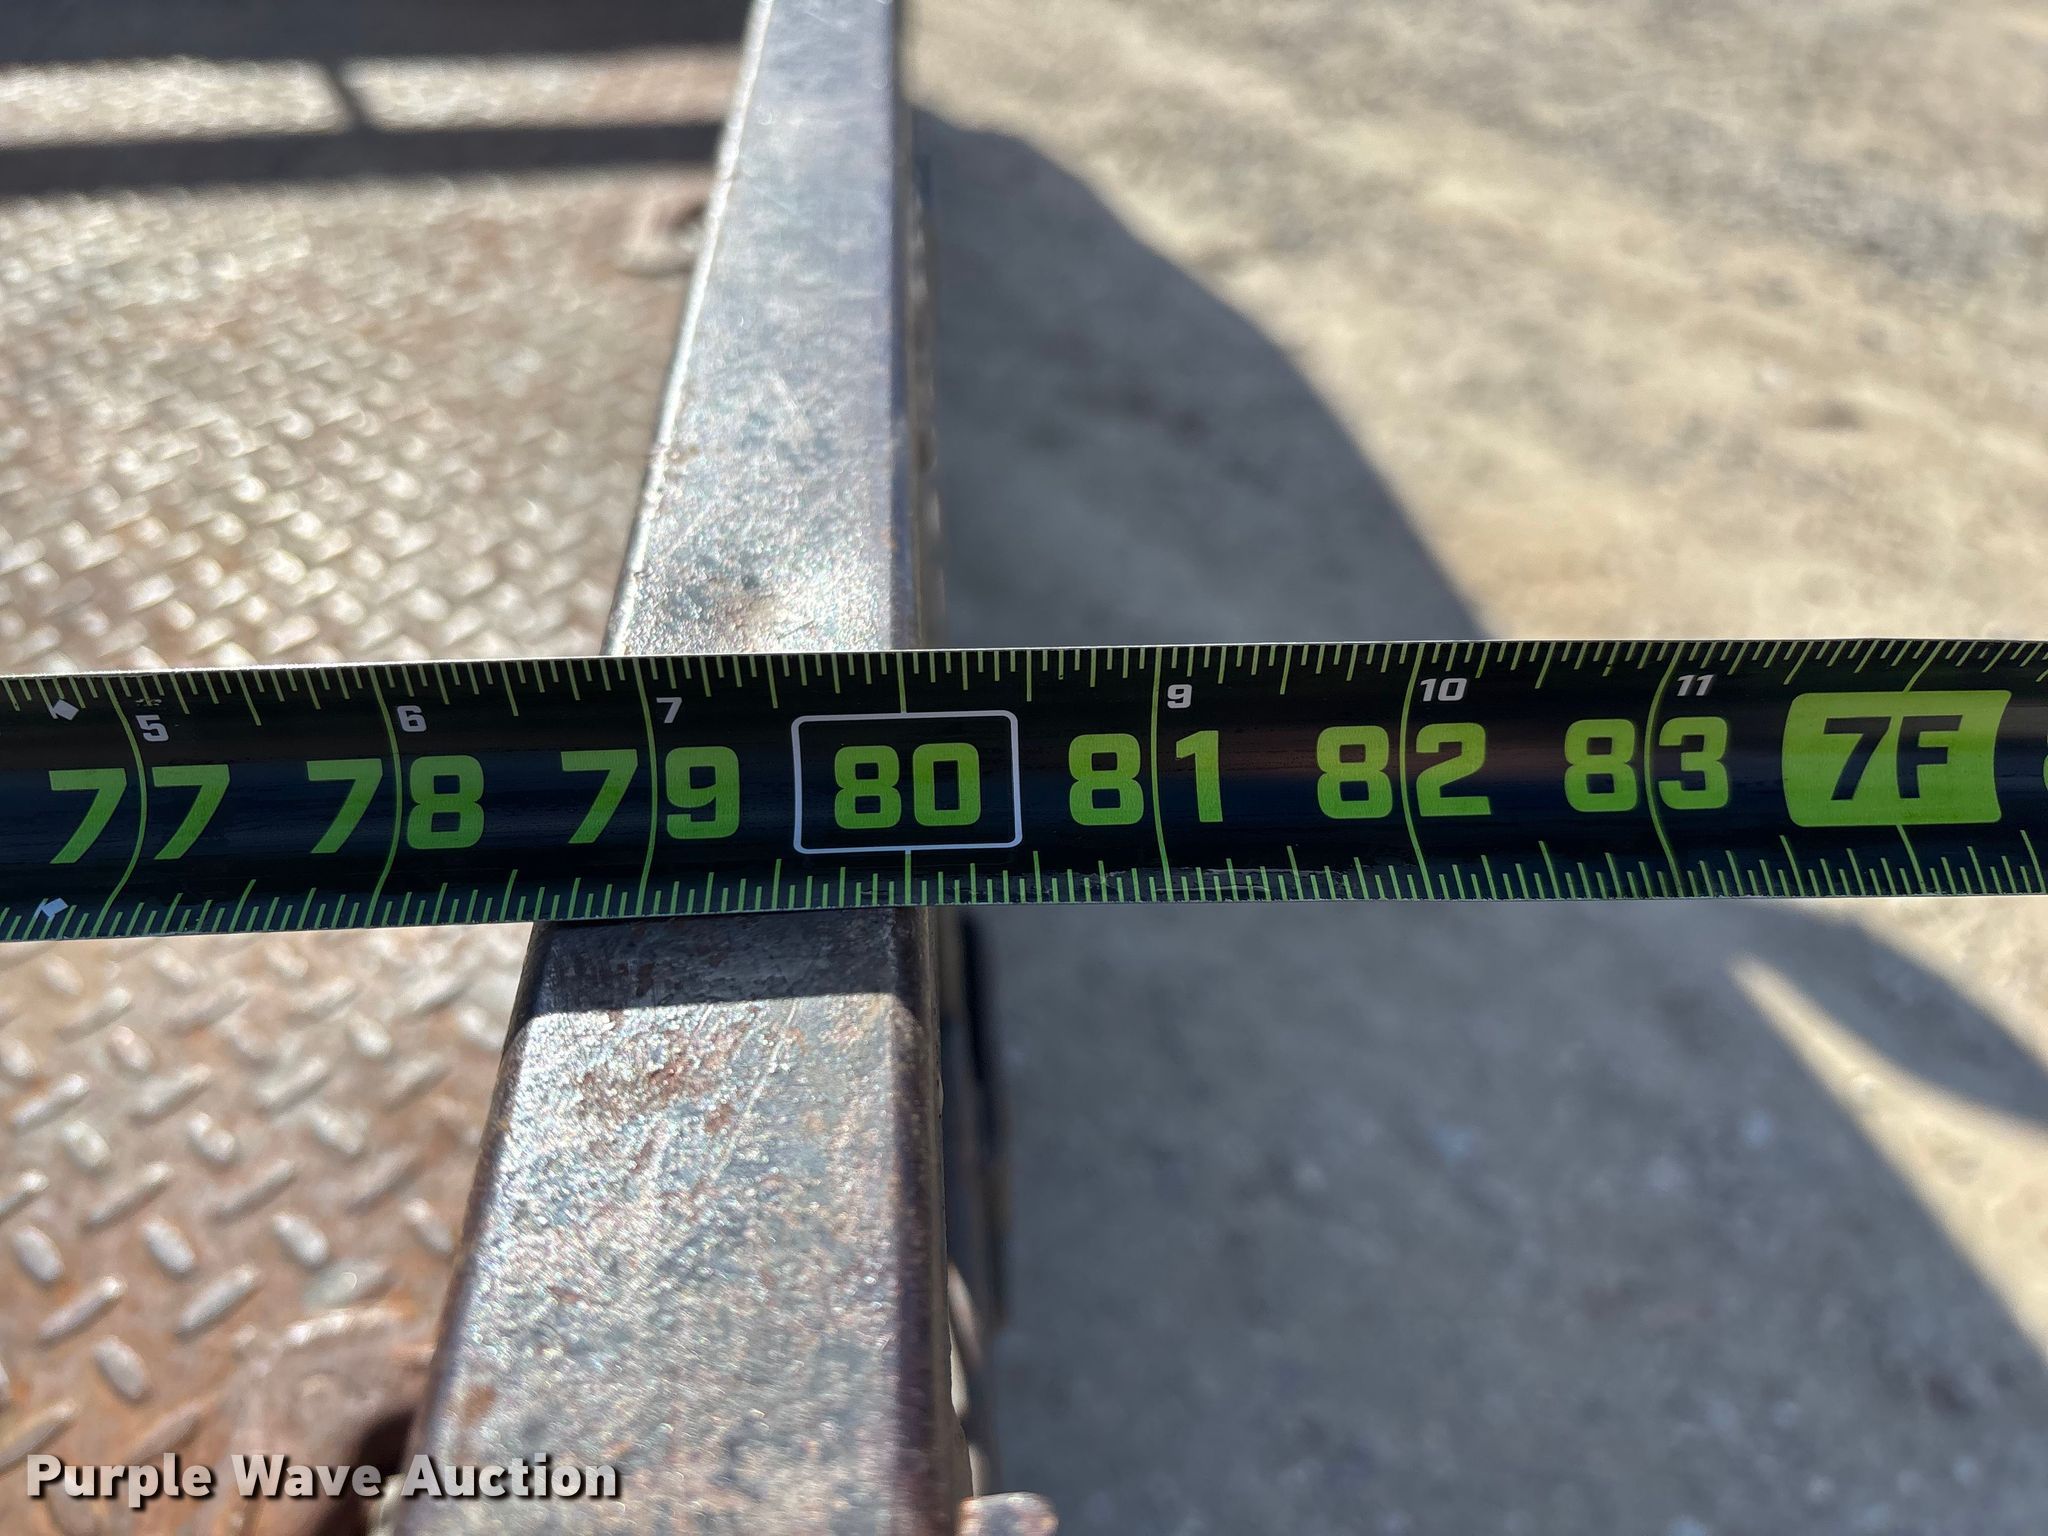 5 6 7 9 10 11
77 78 79 80 81 82 83 7F
Purple Wave Auction